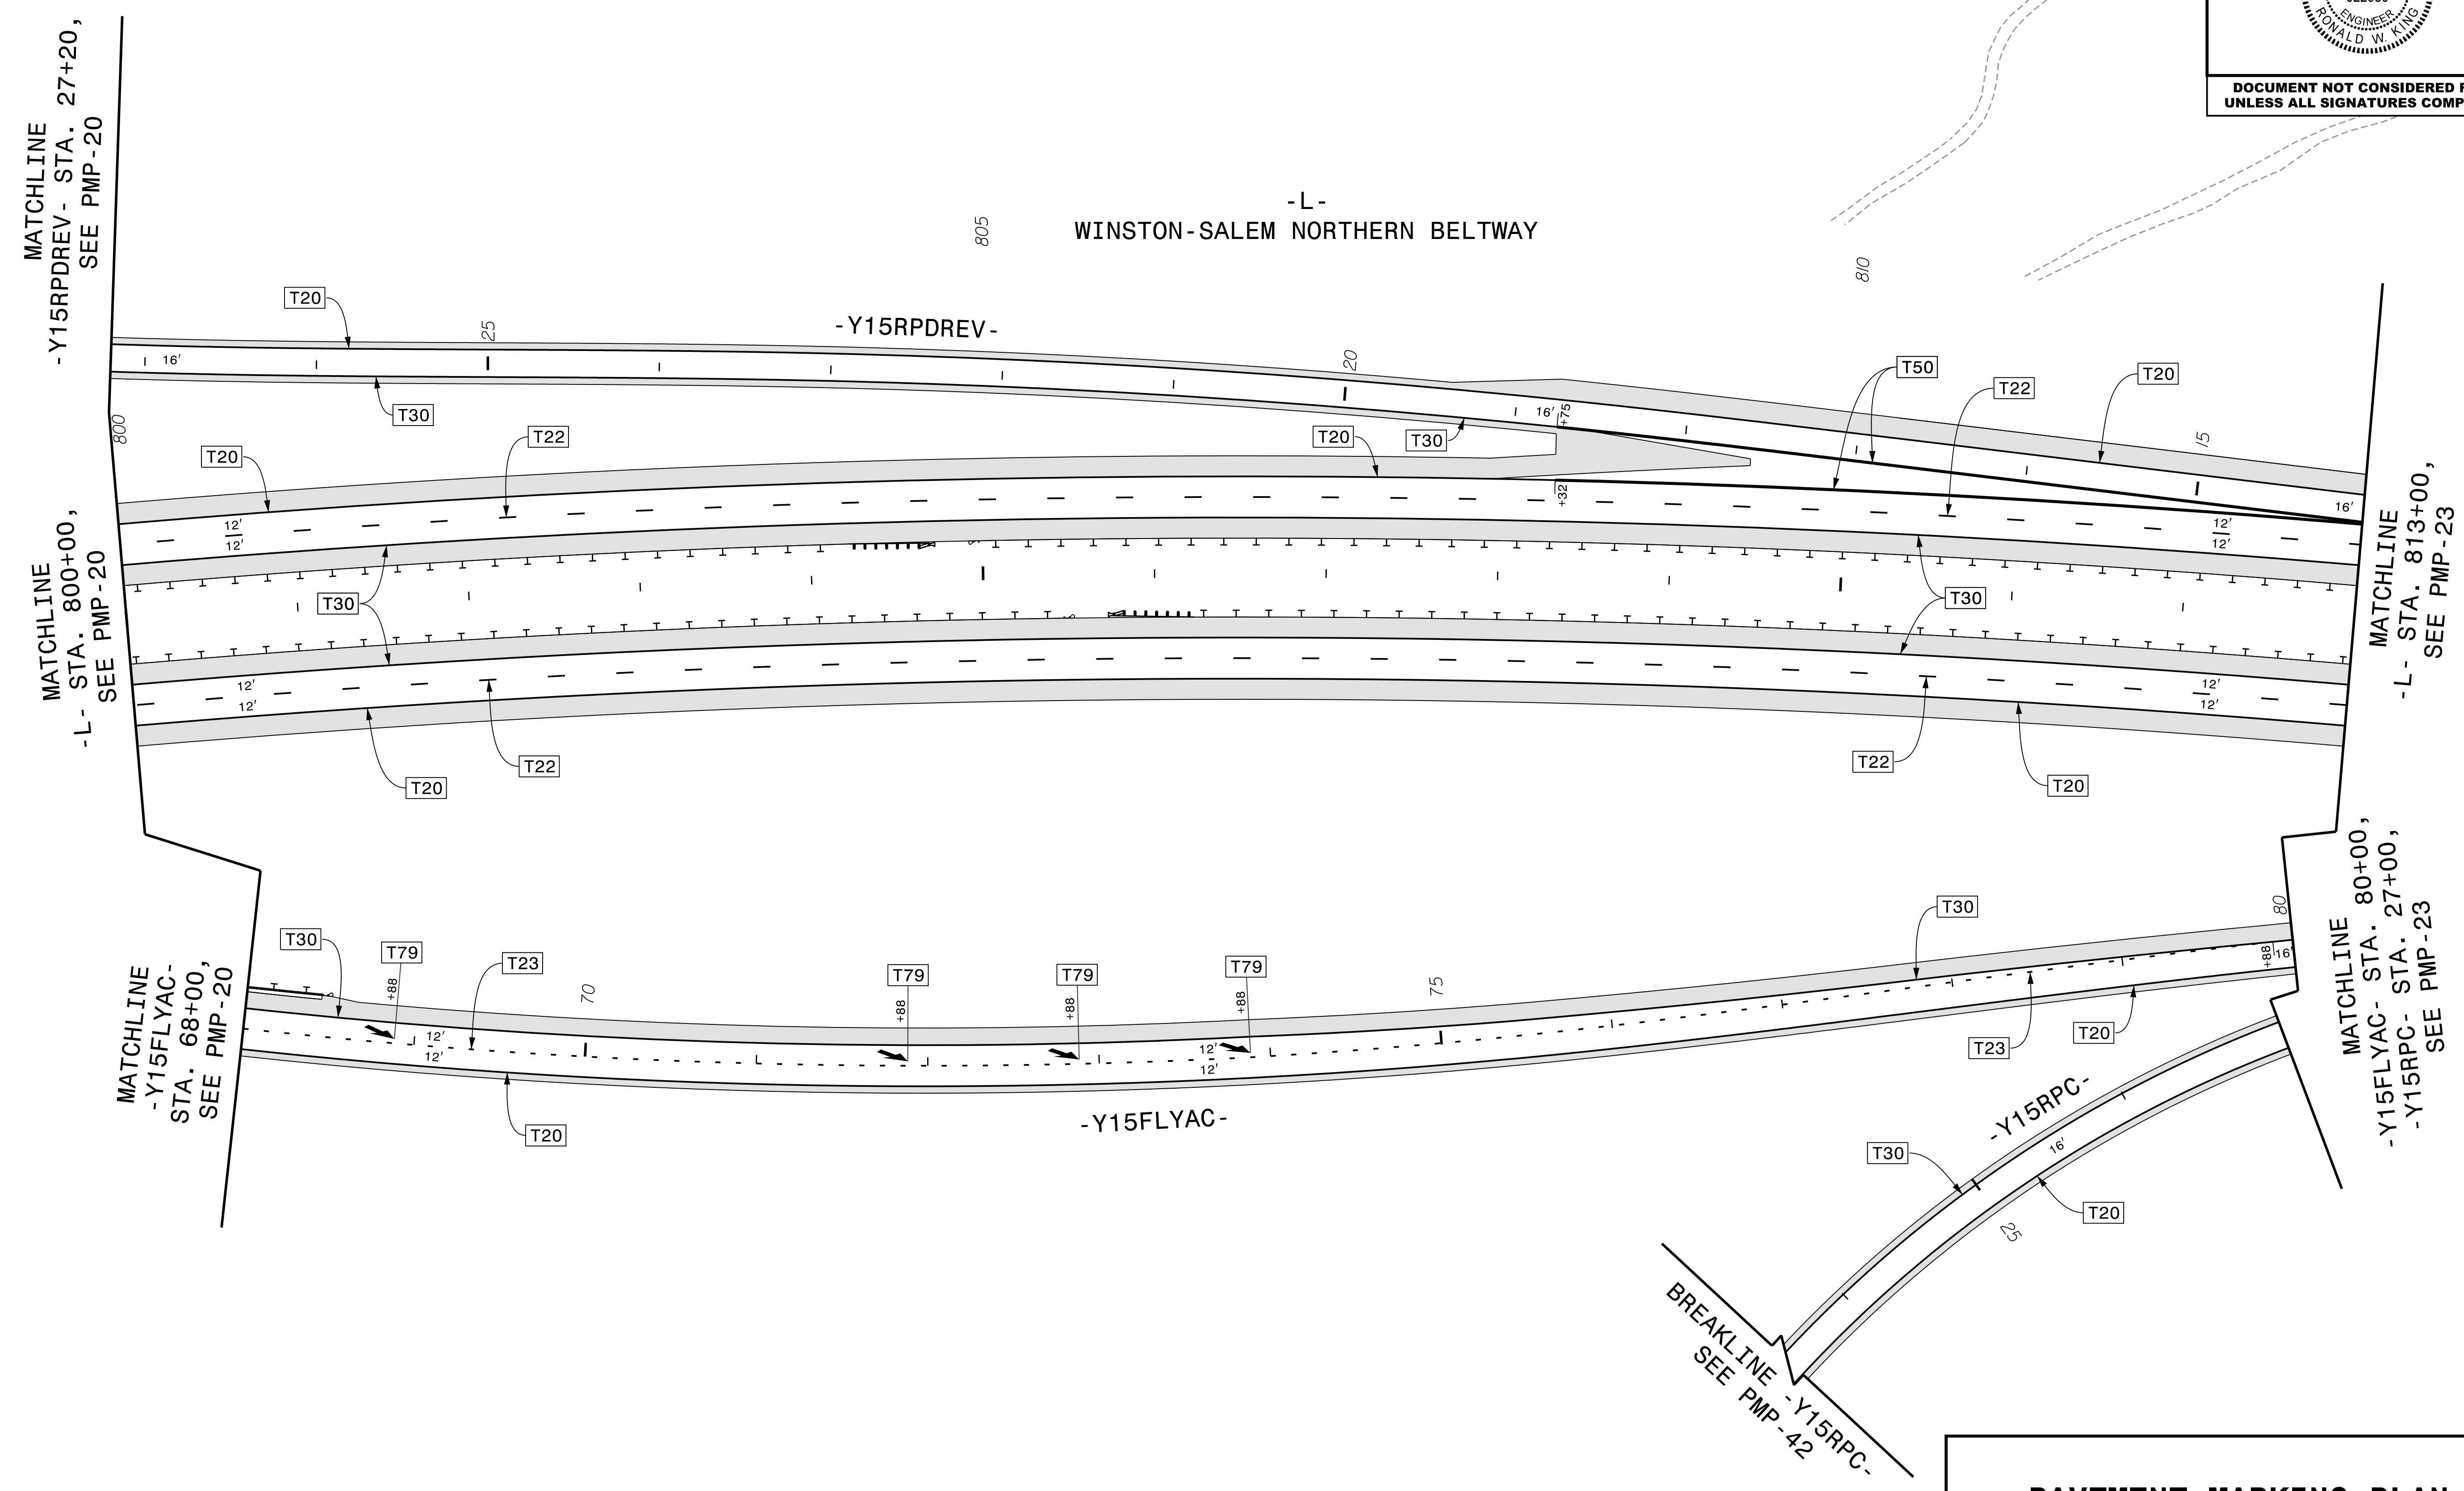 ENGINEER
RONALD W. KING
DOCUMENT NOT CONSIDERED
UNLESS ALL SIGNATURES
MATCHLINE
-Y15RPDREV- STA. 27+20,
SEE PMP-20
-L-
WINSTON-SALEM NORTHERN BELTWAY
805
810
T20
25
-Y15RPDREV-
20
T50
T22
T20
15
16'
T30
16'
+75
16'
800
T20
T22
T20
T30
+32
12'
12'
12'
12'
MATCHLINE
-L- STA. 800+00,
SEE PMP-20
MATCHLINE
-L- STA. 813+00,
SEE PMP-23
T30
T30
12'
12'
12'
12'
T22
T20
T22
T20
MATCHLINE
-Y15FLYAC-
STA. 68+00,
SEE PMP-20
T30
T79
+88
T23
70
T79
+88
T79
+88
T79
+88
75
T30
80
+88
16'
12'
12'
12'
12'
T20
-Y15FLYAC-
T23
T20
MATCHLINE
-Y15FLYAC- STA. 80+00,
-Y15RPC- STA. 27+00,
SEE PMP-23
-Y15RPC-
T30
16'
T20
25
BREAKLINE -Y15RPC-
SEE PMP-42
PAVEMENT MARKING PLAN